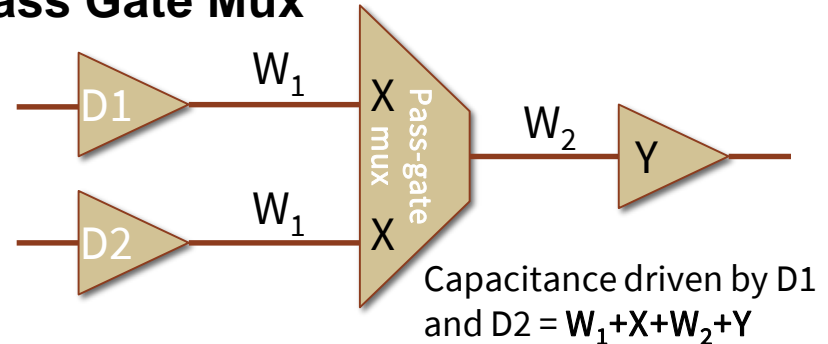 ass Gate Mux
D1
W₁
X
Pass-gate
mux
W₂
Y
D2
W₁
X
Capacitance driven by D1
and D2 = W₁+X+W₂+Y